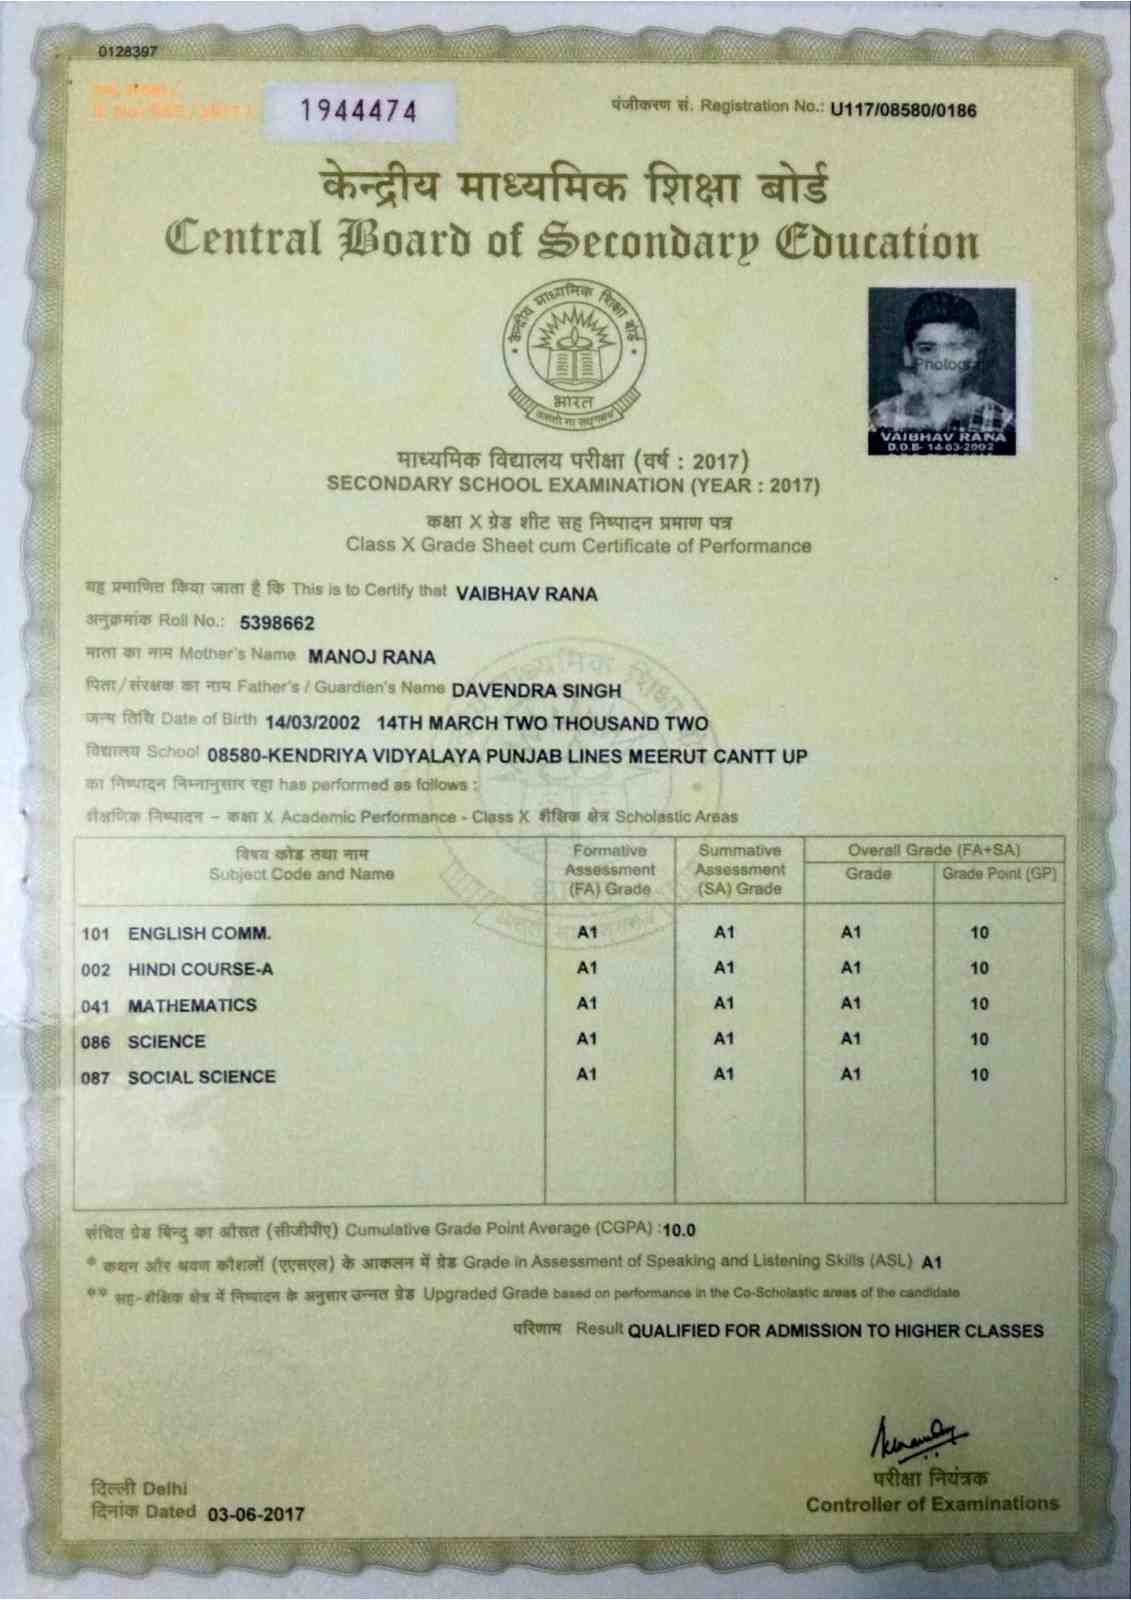 0128397
1944474
पंजीकरण सं. Registration No.: U117/08580/0186
केन्द्रीय माध्यमिक शिक्षा बोर्ड
Central Board of Secondary Education
केन्द्रीय माध्यमिक शिक्षा बोर्ड
भारत
असतो मा सद्गमय
Photograph
VAIBHAV RANA
D.O.B- 14-03-2002
माध्यमिक विद्यालय परीक्षा (वर्ष : 2017)
SECONDARY SCHOOL EXAMINATION (YEAR : 2017)
कक्षा X ग्रेड शीट सह निष्पादन प्रमाण पत्र
Class X Grade Sheet cum Certificate of Performance
यह प्रमाणित किया जाता है कि This is to Certify that VAIBHAV RANA
अनुक्रमांक Roll No.: 5398662
माता का नाम Mother's Name MANOJ RANA
पिता/संरक्षक का नाम Father's / Guardian's Name DAVENDRA SINGH
जन्म तिथि Date of Birth 14/03/2002 14TH MARCH TWO THOUSAND TWO
विद्यालय School 08580-KENDRIYA VIDYALAYA PUNJAB LINES MEERUT CANTT UP
का निष्पादन निम्नानुसार रहा has performed as follows :
शैक्षणिक निष्पादन – कक्षा X Academic Performance - Class X शैक्षिक क्षेत्र Scholastic Areas
विषय कोड तथा नाम
Subject Code and Name
Formative Assessment (FA) Grade
Summative Assessment (SA) Grade
Overall Grade (FA+SA)
Grade
Grade Point (GP)
101 ENGLISH COMM. A1 A1 A1 10
002 HINDI COURSE-A A1 A1 A1 10
041 MATHEMATICS A1 A1 A1 10
086 SCIENCE A1 A1 A1 10
087 SOCIAL SCIENCE A1 A1 A1 10
संचित ग्रेड बिन्दु का औसत (सीजीपीए) Cumulative Grade Point Average (CGPA) :10.0
* कथन और श्रवण कौशलों (एएसएल) के आकलन में ग्रेड Grade in Assessment of Speaking and Listening Skills (ASL) A1
** सह-शैक्षिक क्षेत्र में निष्पादन के अनुसार उन्नत ग्रेड Upgraded Grade based on performance in the Co-Scholastic areas of the candidate
परिणाम Result QUALIFIED FOR ADMISSION TO HIGHER CLASSES
परीक्षा नियंत्रक
Controller of Examinations
दिल्ली Delhi
दिनांक Dated 03-06-2017